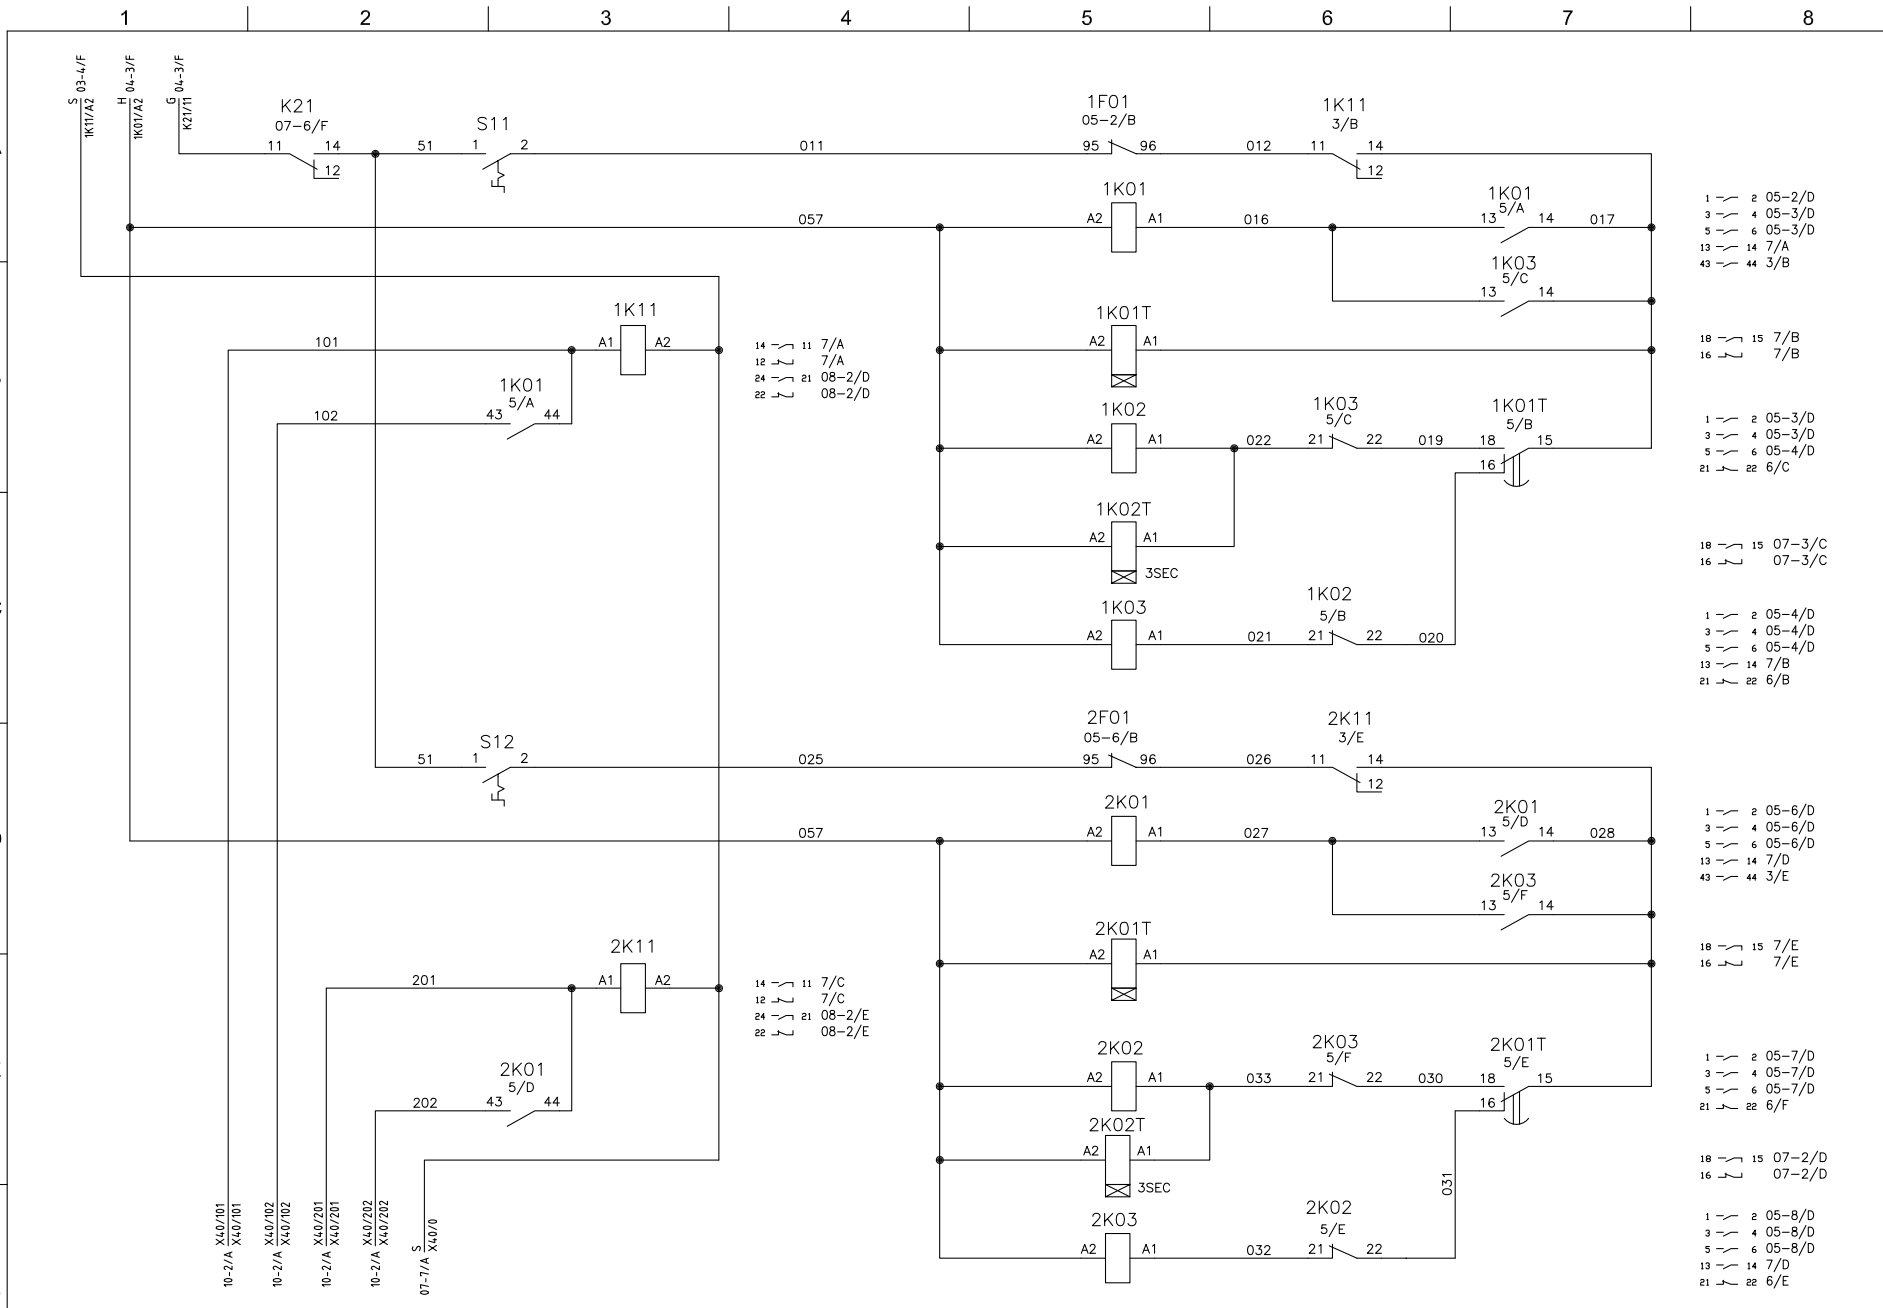 1 2 3 4 5 6 7 8
S 03-4/F
1K11/A2
H 04-3/F
1K01/A2
G 04-3/F
K21/11
K21
07-6/F
11 14
12
51
S11
1 2
011
1F01
05-2/B
95 96
012
1K11
3/B
11 14
12
057
1K01
A2 A1
016
1K01
5/A
13 14
017
1K03
5/C
13 14
1 2 05-2/D
3 4 05-3/D
5 6 05-3/D
13 14 7/A
43 44 3/B
101
1K11
A1 A2
102
1K01
5/A
43 44
14 11 7/A
12 7/A
24 21 08-2/D
22 08-2/D
1K01T
A2 A1
18 15 7/B
16 7/B
1K02
A2 A1
022
1K03
5/C
21 22
019
1K01T
5/B
18 15
16
1 2 05-3/D
3 4 05-3/D
5 6 05-4/D
21 22 6/C
1K02T
A2 A1
3SEC
18 15 07-3/C
16 07-3/C
1K03
A2 A1
021
1K02
5/B
21 22
020
1 2 05-4/D
3 4 05-4/D
5 6 05-4/D
13 14 7/B
21 22 6/B
51
S12
1 2
025
2F01
05-6/B
95 96
026
2K11
3/E
11 14
12
057
2K01
A2 A1
027
2K01
5/D
13 14
028
2K03
5/F
13 14
1 2 05-6/D
3 4 05-6/D
5 6 05-6/D
13 14 7/D
43 44 3/E
201
2K11
A1 A2
202
2K01
5/D
43 44
14 11 7/C
12 7/C
24 21 08-2/E
22 08-2/E
2K01T
A2 A1
18 15 7/E
16 7/E
2K02
A2 A1
033
2K03
5/F
21 22
030
2K01T
5/E
18 15
16
1 2 05-7/D
3 4 05-7/D
5 6 05-7/D
21 22 6/F
2K02T
A2 A1
3SEC
031
18 15 07-2/D
16 07-2/D
2K03
A2 A1
032
2K02
5/E
21 22
1 2 05-8/D
3 4 05-8/D
5 6 05-8/D
13 14 7/D
21 22 6/E
10-2/A X40/101
X40/101
10-2/A X40/102
X40/102
10-2/A X40/201
X40/201
10-2/A X40/202
X40/202
07-7/A S
X40/0